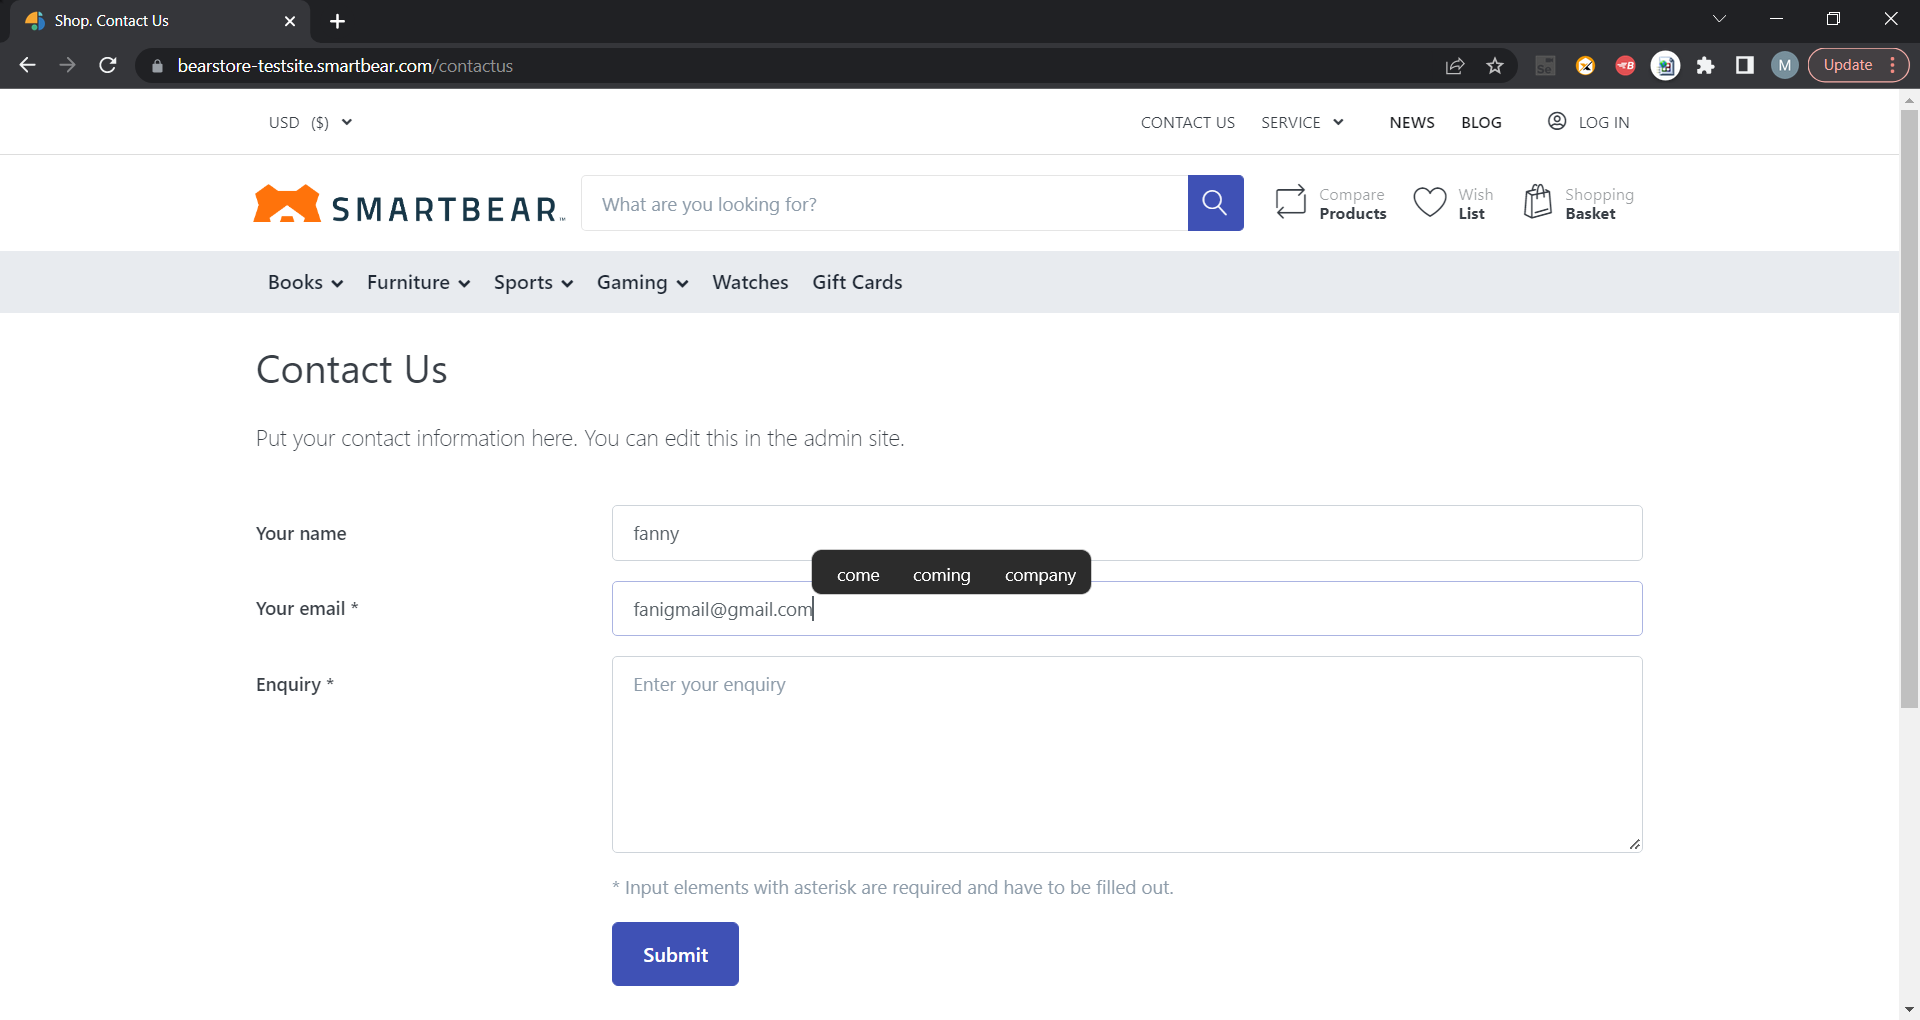 Shop. Contact Us
bearstore-testsite.smartbear.com/contactus
Se
B
M
Update
USD ($)
CONTACT US
SERVICE
NEWS
BLOG
LOG IN
SMARTBEAR™
What are you looking for?
Compare
Products
Wish
List
Shopping
Basket
Books
Furniture
Sports
Gaming
Watches
Gift Cards
Contact Us
Put your contact information here. You can edit this in the admin site.
Your name
fanny
come coming company
Your email *
fanigmail@gmail.com
Enquiry *
Enter your enquiry
* Input elements with asterisk are required and have to be filled out.
Submit